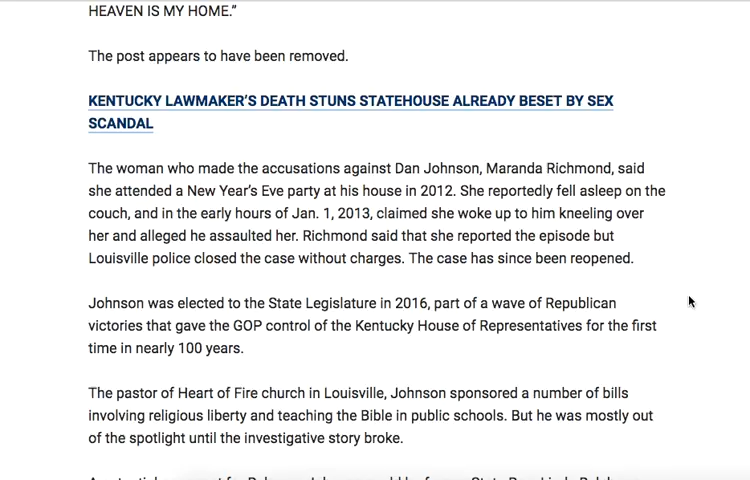 HEAVEN IS MY HOME.”
The post appears to have been removed.
KENTUCKY LAWMAKER’S DEATH STUNS STATEHOUSE ALREADY BESET BY SEX
SCANDAL
The woman who made the accusations against Dan Johnson, Maranda Richmond, said
she attended a New Year’s Eve party at his house in 2012. She reportedly fell asleep on the
couch, and in the early hours of Jan. 1, 2013, claimed she woke up to him kneeling over
her and alleged he assaulted her. Richmond said that she reported the episode but
Louisville police closed the case without charges. The case has since been reopened.
Johnson was elected to the State Legislature in 2016, part of a wave of Republican
victories that gave the GOP control of the Kentucky House of Representatives for the first
time in nearly 100 years.
The pastor of Heart of Fire church in Louisville, Johnson sponsored a number of bills
involving religious liberty and teaching the Bible in public schools. But he was mostly out
of the spotlight until the investigative story broke.